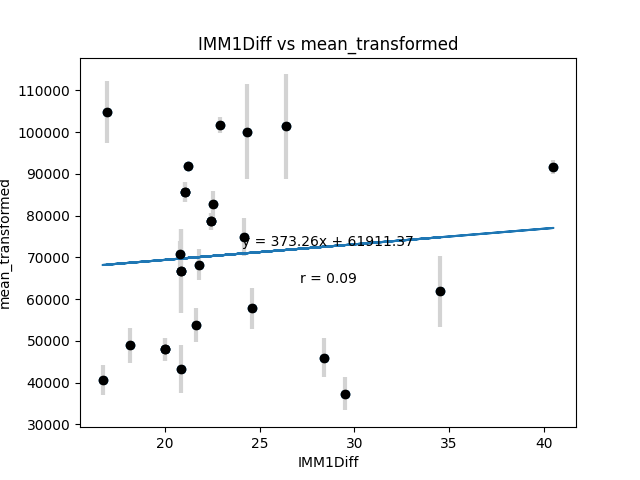 IMM1Diff vs mean_transformed
mean_transformed
110000
100000
90000
80000
70000
60000
50000
40000
30000
y = 373.26x + 61911.37
r = 0.09
20
25
30
35
40
IMM1Diff